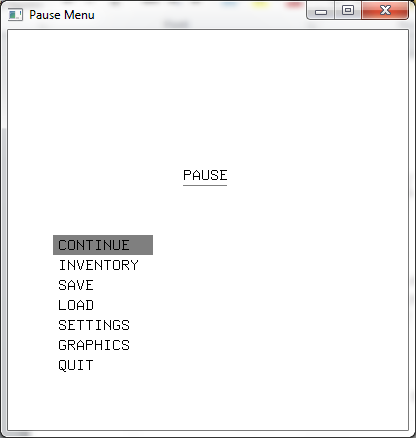 Pause Menu
PAUSE
CONTINUE
INVENTORY
SAVE
LOAD
SETTINGS
GRAPHICS
QUIT